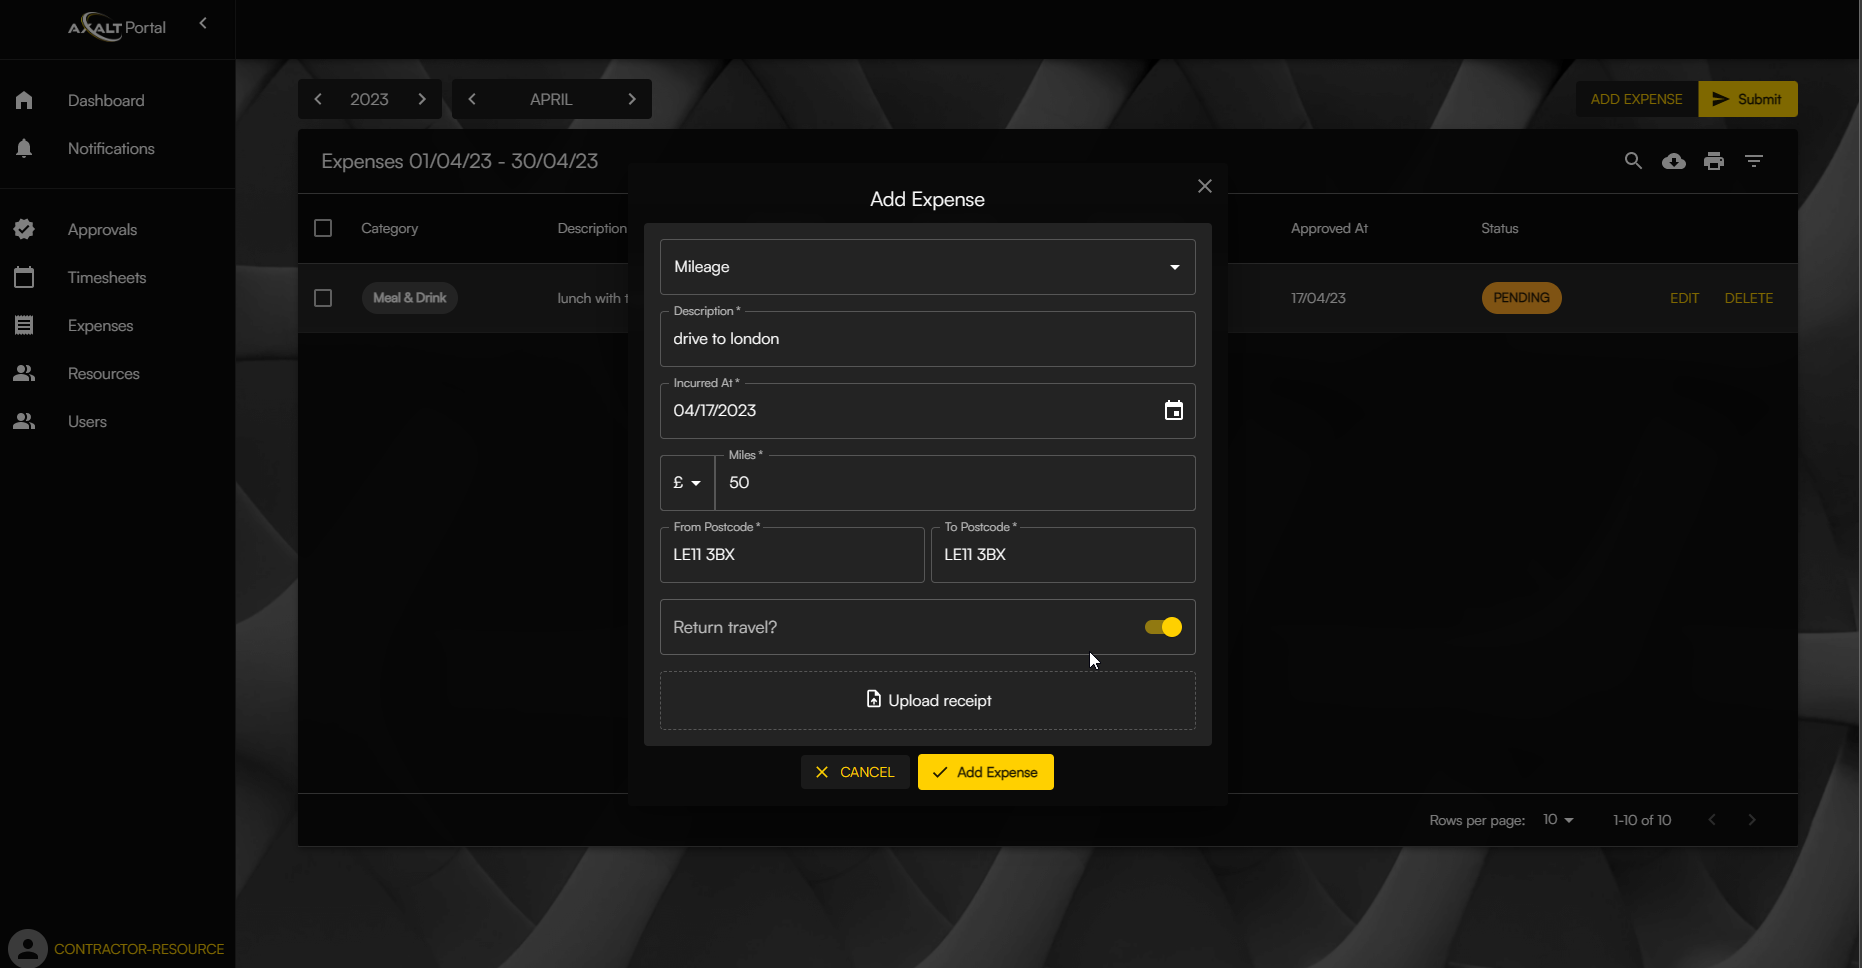 AXALT Portal
2023
APRIL
ADD EXPENSE
Submit
Dashboard
Notifications
Approvals
Timesheets
Expenses
Resources
Users
CONTRACTOR-RESOURCE
Expenses 01/04/23 - 30/04/23
Category
Description
Approved At
Status
Meal & Drink
lunch with
17/04/23
PENDING
EDIT
DELETE
Add Expense
Mileage
Description *
drive to london
Incurred At *
04/17/2023
Miles *
£
50
From Postcode *
To Postcode *
LE11 3BX
LE11 3BX
Return travel?
Upload receipt
CANCEL
Add Expense
Rows per page: 10
1-10 of 10